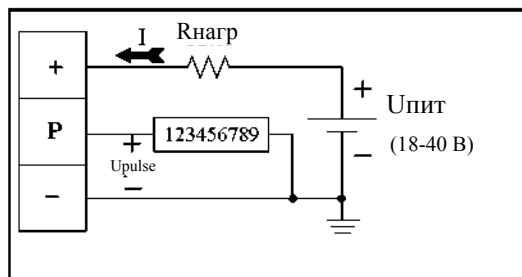 I Rнагр
+
+
Uпит
P
123456789
+
Upulse
(18-40 В)
−
−
−